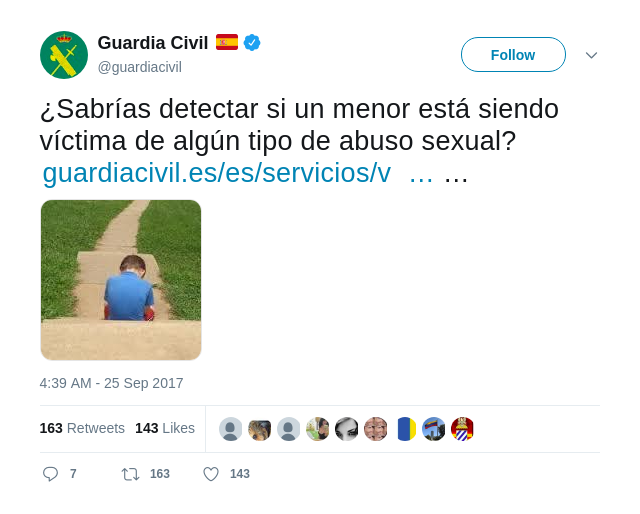 Guardia Civil
@guardiacivil
Follow
¿Sabrías detectar si un menor está siendo
víctima de algún tipo de abuso sexual?
guardiacivil.es/es/servicios/v … …
4:39 AM - 25 Sep 2017
163 Retweets 143 Likes
7 163 143